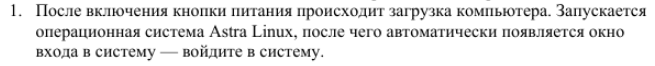 1. После включения кнопки питания происходит загрузка компьютера. Запускается
операционная система Astra Linux, после чего автоматически появляется окно
входа в систему — войдите в систему.